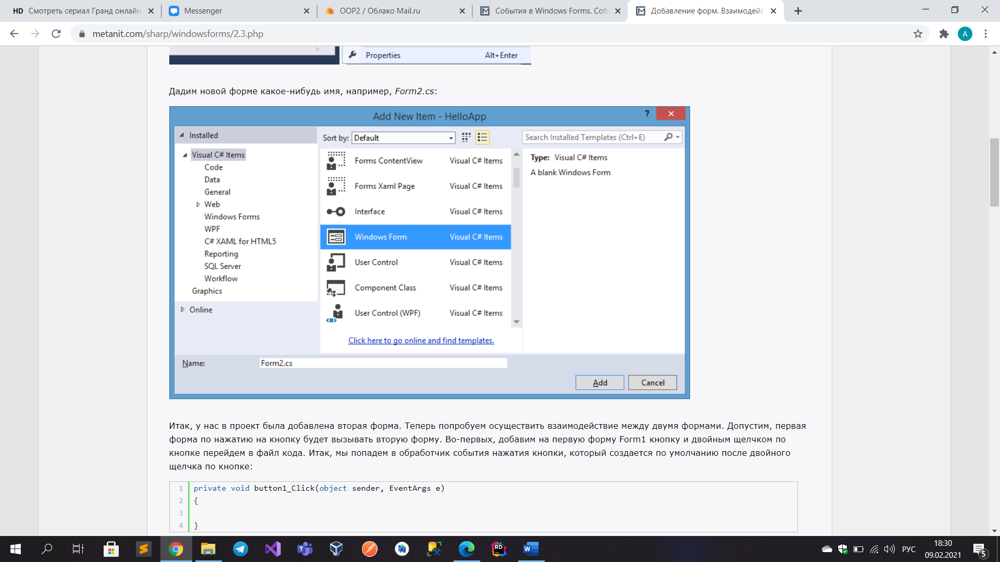 HD Смотреть сериал Гранд онлайн
Messenger
ООР2 / Облако Mail.ru
События в Windows Forms. Соб
Добавление форм. Взаимодейс
metanit.com/sharp/windowsforms/2.3.php
A
Properties Alt+Enter
Дадим новой форме какое-нибудь имя, например, Form2.cs:
Add New Item - HelloApp
?
Installed
Sort by: Default
Search Installed Templates (Ctrl+E)
Visual C# Items
Code
Data
General
Web
Windows Forms
WPF
C# XAML for HTML5
Reporting
SQL Server
Workflow
Graphics
Online
Forms ContentView Visual C# Items
Forms Xaml Page Visual C# Items
Interface Visual C# Items
Windows Form Visual C# Items
User Control Visual C# Items
Component Class Visual C# Items
User Control (WPF) Visual C# Items
Click here to go online and find templates.
Type: Visual C# Items
A blank Windows Form
Name: Form2.cs
Add
Cancel
Итак, у нас в проект была добавлена вторая форма. Теперь попробуем осуществить взаимодействие между двумя формами. Допустим, первая
форма по нажатию на кнопку будет вызывать вторую форму. Во-первых, добавим на первую форму Form1 кнопку и двойным щелчком по
кнопке перейдем в файл кода. Итак, мы попадем в обработчик события нажатия кнопки, который создается по умолчанию после двойного
щелчка по кнопке:
1 private void button1_Click(object sender, EventArgs e)
2 {
3
4 }
РУС
18:30
09.02.2021
5